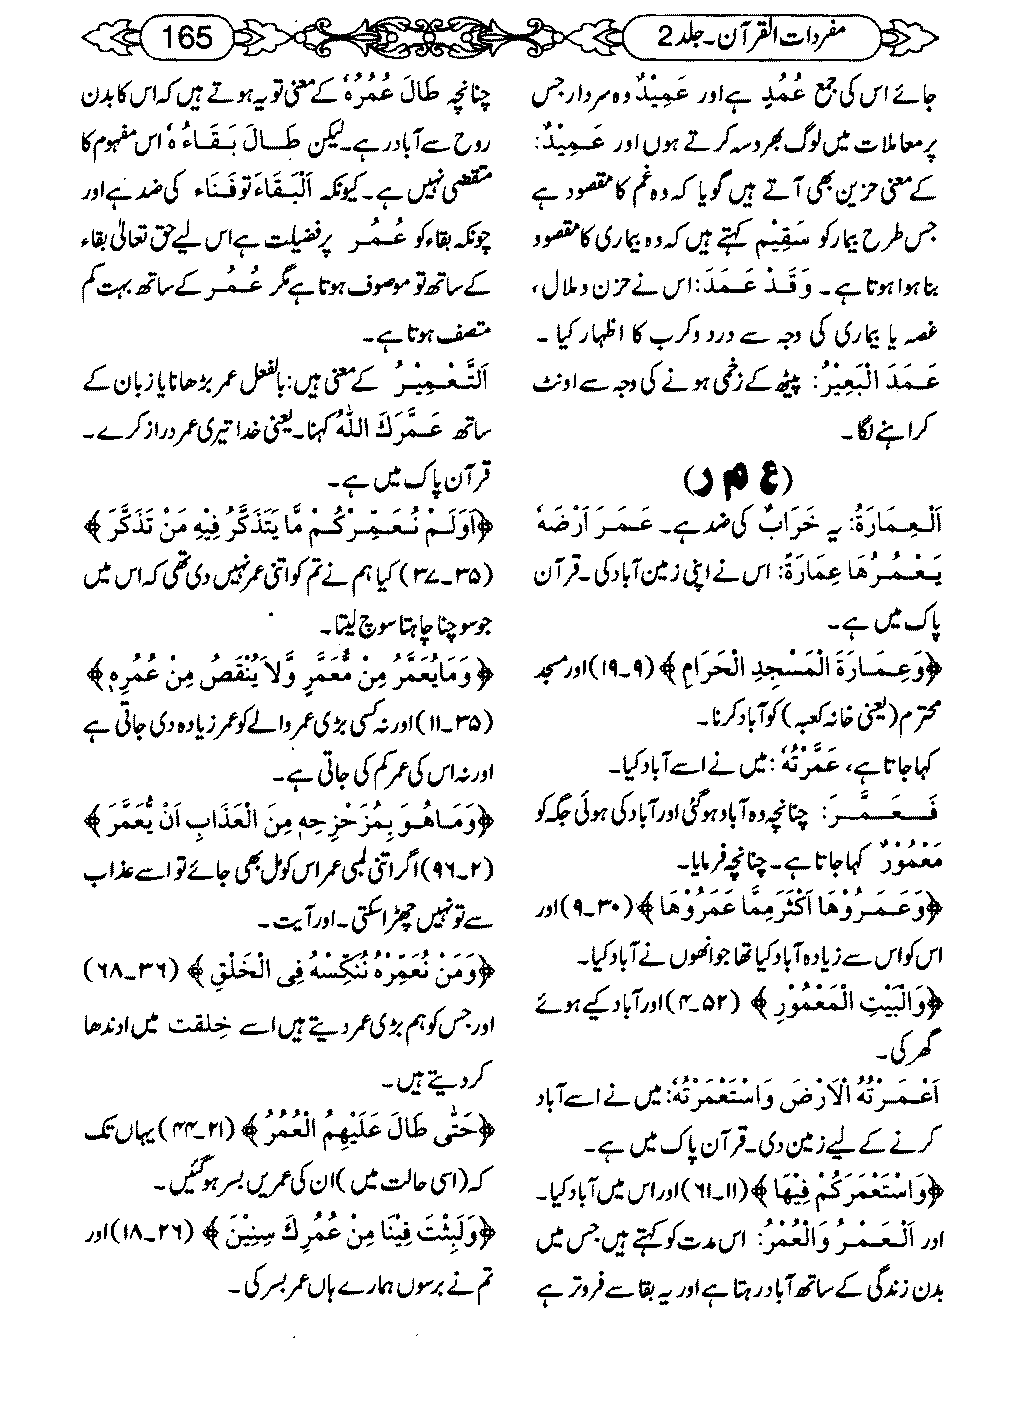 مفردات القرآن۔ جلد 2
165
جائے اس کی جمع عُمُدٌ ہے اور عَمِیْدٌ وہ سردار جس
پر معاملات میں لوگ بھروسہ کرتے ہوں اور عَمِیْدٌ:
کے معنی حزین بھی آتے ہیں گویا کہ وہ غم کا مقصود ہے
جس طرح بیمار کو سَقِیْم کہتے ہیں کہ وہ بیماری کا مقصود
بنا ہوا ہوتا ہے۔ وَقَدْ عَمَدَ: اس نے حزن و ملال،
غصہ یا بیماری کی وجہ سے درد و کرب کا اظہار کیا ۔
عَمَدَ الْبَعِیْرُ: پیٹھ کے زخمی ہونے کی وجہ سے اونٹ
کراہنے لگا۔
(ع م ر)
اَلْعِمَارَۃُ: یہ خَرَابٌ کی ضد ہے۔ عَمَرَ اَرْضَہٗ
یَعْمُرُھَا عِمَارَۃً: اس نے اپنی زمین آباد کی۔ قرآن
پاک میں ہے۔
﴿وَعِمَارَۃَ الْمَسْجِدِ الْحَرَامِ﴾ (۹۔۱۹) اور مسجد
محترم (یعنی خانہ کعبہ) کو آباد کرنا۔
کہا جاتا ہے، عَمَّرْتُہٗ: میں نے اسے آباد کیا۔
فَعَمَّرَ: چنانچہ وہ آباد ہوگئی اور آباد کی ہوئی جگہ کو
مَعْمُوْرٌ کہا جاتا ہے۔ چنانچہ فرمایا۔
﴿وَعَمَرُوْھَا اَکْثَرَ مِمَّا عَمَرُوْھَا﴾ (۳۰۔۹) اور
اس کو اس سے زیادہ آباد کیا تھا جو انھوں نے آباد کیا۔
﴿وَالْبَیْتِ الْمَعْمُوْرِ﴾ (۵۲۔۴) اور آباد کیے ہوئے
گھر کی۔
اَعْمَرْتُہُ الْاَرْضَ وَاسْتَعْمَرْتُہٗ: میں نے اسے آباد
کرنے کے لیے زمین دی۔ قرآن پاک میں ہے۔
﴿وَاسْتَعْمَرَکُمْ فِیْھَا﴾ (۱۱۔۶۱) اور اس میں آباد کیا۔
اور اَلْعَمْرُ وَالْعُمْرُ: اس مدت کو کہتے ہیں جس میں
بدن زندگی کے ساتھ آباد رہتا ہے اور یہ بقا سے فروتر ہے
چنانچہ طَالَ عُمُرُہٗ کے معنی تو یہ ہوتے ہیں کہ اس کا بدن
روح سے آباد رہے۔ لیکن طَالَ بَقَاءُ ہٗ اس مفہوم کا
مقتضی نہیں ہے۔ کیونکہ اَلْبَقَاءَ تو فَنَاء کی ضد ہے اور
چونکہ بقاء کو عُمُر پر فضیلت ہے اس لیے حق تعالیٰ بقاء
کے ساتھ تو موصوف ہوتا ہے مگر عُمُر کے ساتھ بہت کم
متصف ہوتا ہے۔
اَلتَّعْمِیْرُ کے معنی ہیں: بالفعل عمر بڑھانا یا زبان کے
ساتھ عَمَّرَكَ اللّٰہُ کہنا۔ یعنی خدا تیری عمر دراز کرے۔
قرآن پاک میں ہے۔
﴿اَوَلَمْ نُعَمِّرْکُمْ مَّا یَتَذَکَّرُ فِیْہِ مَنْ تَذَکَّرَ﴾
(۳۵۔۳۷) کیا ہم نے تم کو اتنی عمر نہیں دی تھی کہ اس میں
جو سوچنا چاہتا سوچ لیتا۔
﴿وَمَا یُعَمَّرُ مِنْ مُّعَمَّرٍ وَّلَا یُنْقَصُ مِنْ عُمُرِہٖ﴾
(۳۵۔۱۱) اور نہ کسی بڑی عمر والے کو عمر زیادہ دی جاتی ہے
اور نہ اس کی عمر کم کی جاتی ہے۔
﴿وَمَا ھُوَ بِمُزَحْزِحِہٖ مِنَ الْعَذَابِ اَنْ یُّعَمَّرَ﴾
(۲۔۹۶) اگر اتنی لمبی عمر اس کو مل بھی جائے تو اسے عذاب
سے تو نہیں چھڑا سکتی۔ اور آیت۔
﴿وَمَنْ نُّعَمِّرْہُ نُنَکِّسْہُ فِی الْخَلْقِ﴾ (۳۶۔۶۸)
اور جس کو ہم بڑی عمر دیتے ہیں اسے خِلقت میں اوندھا
کردیتے ہیں۔
﴿حَتّٰی طَالَ عَلَیْھِمُ الْعُمُرُ﴾ (۲۱۔۴۴) یہاں تک
کہ (اسی حالت میں) ان کی عمریں بسر ہوگئیں۔
﴿وَلَبِثْتَ فِیْنَا مِنْ عُمُرِكَ سِنِیْنَ﴾ (۲۶۔۱۸) اور
تم نے برسوں ہمارے ہاں عمر بسر کی۔